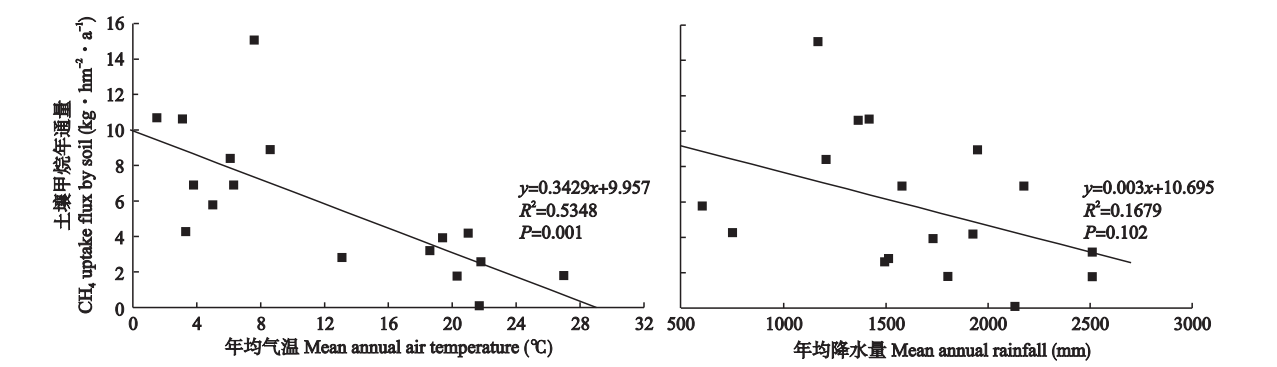 土壤甲烷年通量
CH₄ uptake flux by soil (kg·hm⁻²·a⁻¹)
16
14
12
10
8
6
4
2
0
y=0.3429x+9.957
R²=0.5348
P=0.001
0 4 8 12 16 20 24 28 32
年均气温 Mean annual air temperature (℃)
y=0.003x+10.695
R²=0.1679
P=0.102
500 1000 1500 2000 2500 3000
年均降水量 Mean annual rainfall (mm)